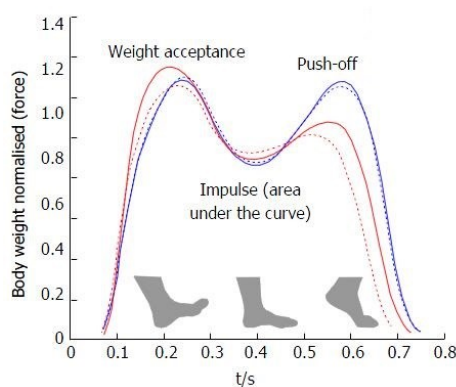 Body weight normalised (force)
1.4
1.2
1.0
0.8
0.6
0.4
0.2
0
Weight acceptance
Push-off
Impulse (area
under the curve)
0 0.1 0.2 0.3 0.4 0.5 0.6 0.7 0.8
t/s